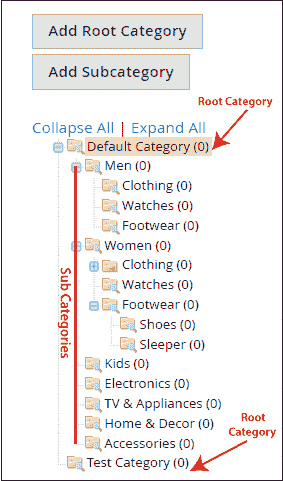 Add Root Category
Add Subcategory
Root Category
Collapse All | Expand All
Default Category (0)
Men (0)
Clothing (0)
Watches (0)
Footwear (0)
Women (0)
Clothing (0)
Watches (0)
Footwear (0)
Shoes (0)
Sleeper (0)
Sub Categories
Kids (0)
Electronics (0)
TV & Appliances (0)
Home & Decor (0)
Accessories (0)
Root
Category
Test Category (0)